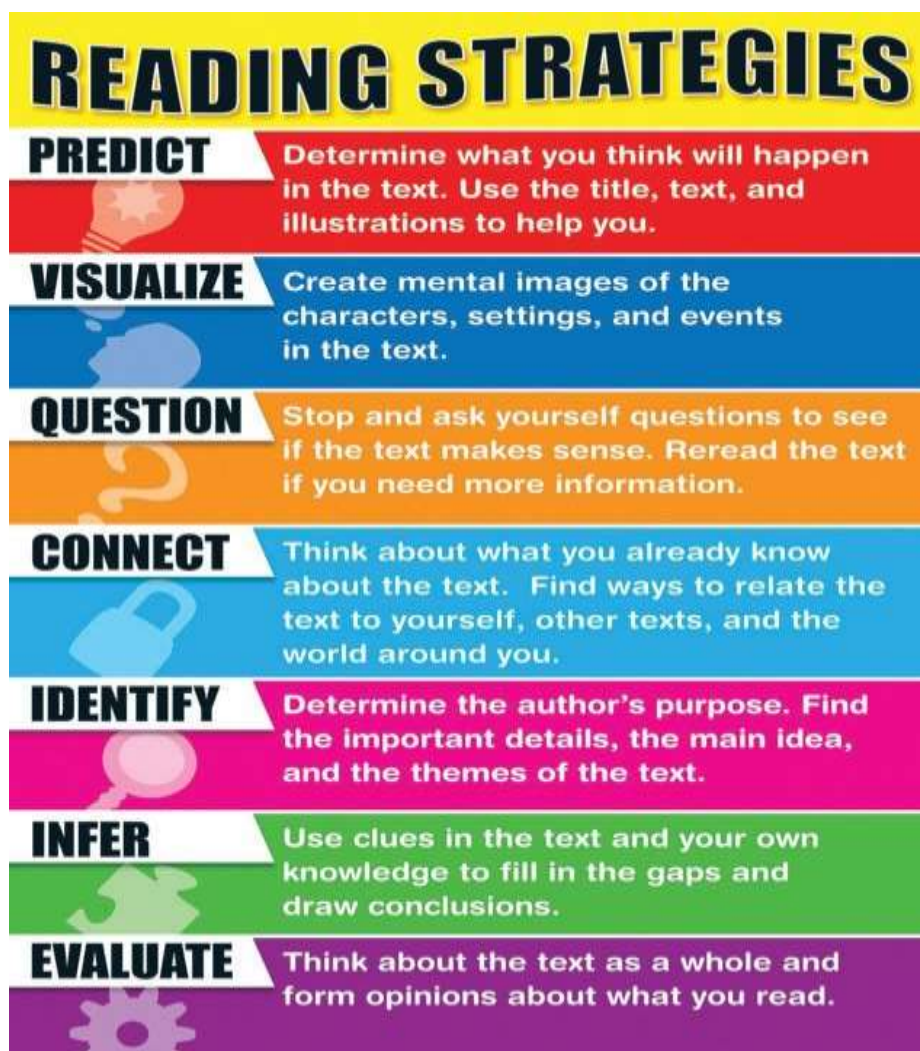 READING STRATEGIES
PREDICT
Determine what you think will happen
in the text. Use the title, text, and
illustrations to help you.
VISUALIZE
Create mental images of the
characters, settings, and events
in the text.
QUESTION
Stop and ask yourself questions to see
if the text makes sense. Reread the text
if you need more information.
CONNECT
Think about what you already know
about the text. Find ways to relate the
text to yourself, other texts, and the
world around you.
IDENTIFY
Determine the author's purpose. Find
the important details, the main idea,
and the themes of the text.
INFER
Use clues in the text and your own
knowledge to fill in the gaps and
draw conclusions.
EVALUATE
Think about the text as a whole and
form opinions about what you read.